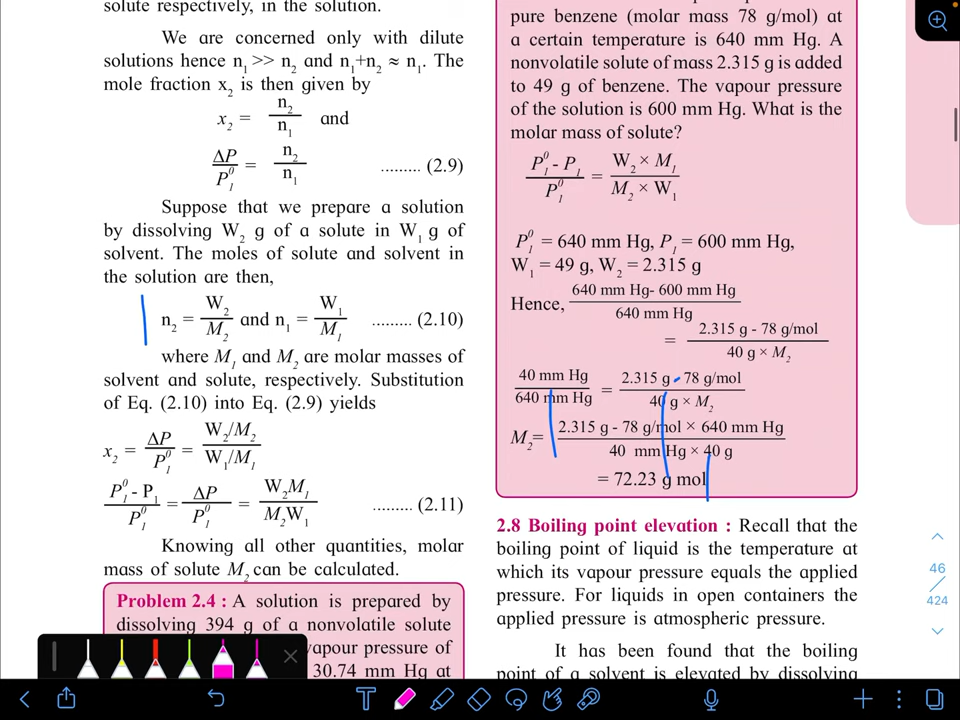 solute respectively, in the solution.
We are concerned only with dilute
solutions hence n₁ >> n₂ and n₁+n₂ ≈ n₁. The
mole fraction x₂ is then given by
x₂ = n₂/n₁ and
ΔP/P₁⁰ = n₂/n₁ ......... (2.9)
Suppose that we prepare a solution
by dissolving W₂ g of a solute in W₁ g of
solvent. The moles of solute and solvent in
the solution are then,
n₂ = W₂/M₂ and n₁ = W₁/M₁ ......... (2.10)
where M₁ and M₂ are molar masses of
solvent and solute, respectively. Substitution
of Eq. (2.10) into Eq. (2.9) yields
x₂ = ΔP/P₁⁰ = W₂/M₂ / W₁/M₁
P₁⁰ - P₁/P₁⁰ = ΔP/P₁⁰ = W₂M₁/M₂W₁ ......... (2.11)
Knowing all other quantities, molar
mass of solute M₂ can be calculated.
Problem 2.4 : A solution is prepared by
dissolving 394 g of a nonvolatile solute
vapour pressure of
30.74 mm Hg at
pure benzene (molar mass 78 g/mol) at
a certain temperature is 640 mm Hg. A
nonvolatile solute of mass 2.315 g is added
to 49 g of benzene. The vapour pressure
of the solution is 600 mm Hg. What is the
molar mass of solute?
P₁⁰ - P₁/P₁⁰ = W₂ × M₁/M₂ × W₁
P₁⁰ = 640 mm Hg, P₁ = 600 mm Hg,
W₁ = 49 g, W₂ = 2.315 g
Hence, 640 mm Hg- 600 mm Hg/640 mm Hg
= 2.315 g - 78 g/mol/40 g × M₂
40 mm Hg/640 mm Hg = 2.315 g - 78 g/mol/40 g × M₂
M₂= 2.315 g - 78 g/mol × 640 mm Hg/40 mm Hg × 40 g
= 72.23 g mol
2.8 Boiling point elevation : Recall that the
boiling point of liquid is the temperature at
which its vapour pressure equals the applied
pressure. For liquids in open containers the
applied pressure is atmospheric pressure.
It has been found that the boiling
point of a solvent is elevated by dissolving
46
424
T